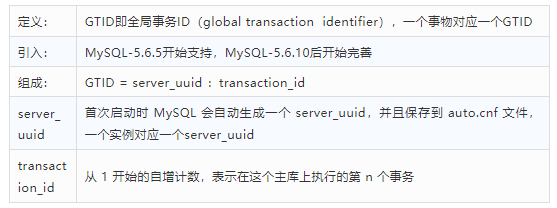 定义：
GTID即全局事务ID（global transaction identifier），一个事物对应一个GTID
引入：
MySQL-5.6.5开始支持，MySQL-5.6.10后开始完善
组成：
GTID = server_uuid : transaction_id
server_
uuid
首次启动时 MySQL 会自动生成一个 server_uuid，并且保存到 auto.cnf 文件，
一个实例对应一个server_uuid
transact
ion_id
从 1 开始的自增计数，表示在这个主库上执行的第 n 个事务